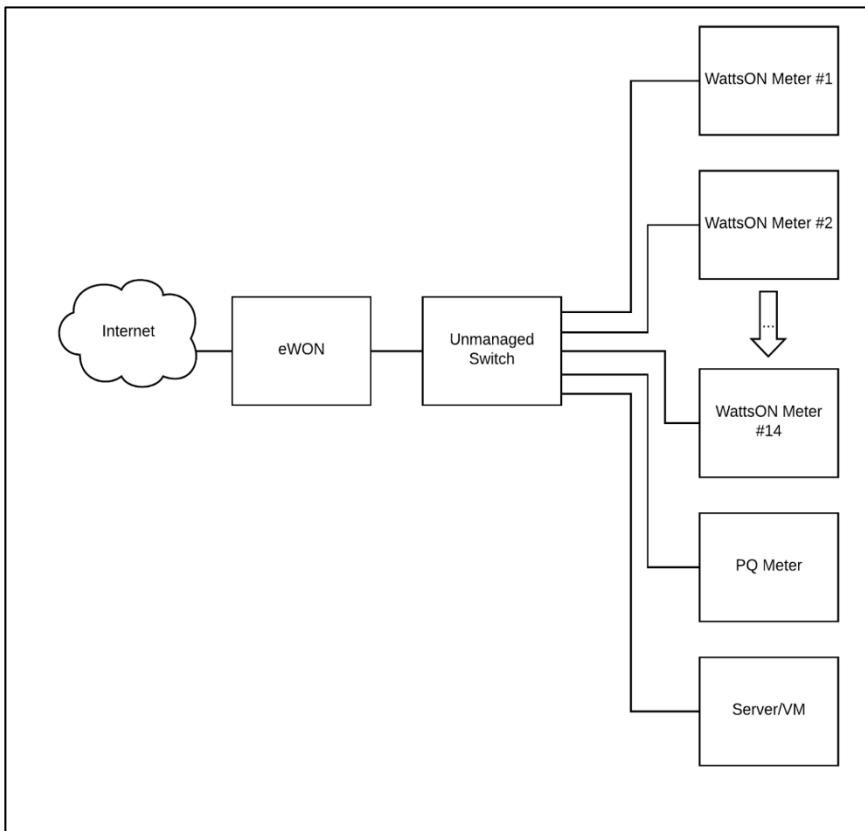 WattsON Meter #1
WattsON Meter #2
...
Internet
eWON
Unmanaged
Switch
WattsON Meter
#14
PQ Meter
Server/VM